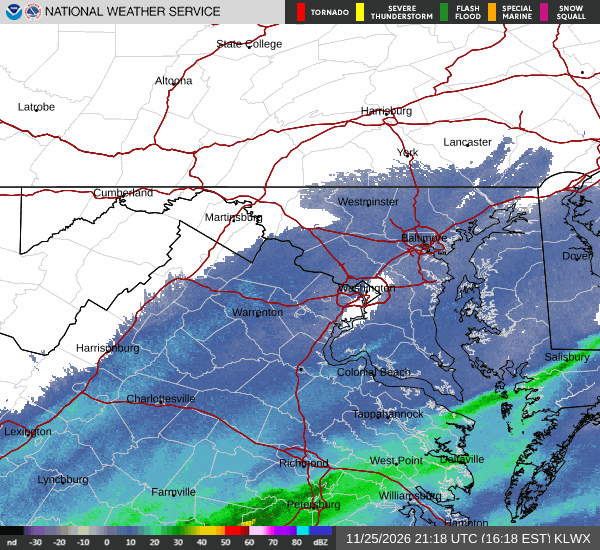 NATIONAL WEATHER SERVICE
TORNADO
SEVERE THUNDERSTORM
FLASH FLOOD
SPECIAL MARINE
SNOW SQUALL
State College
Altoona
Latrobe
Harrisburg
Lancaster
York
Cumberland
Westminster
Martinsburg
Baltimore
Dover
Washington
Warrenton
Harrisonburg
Salisbury
Colonial Beach
Charlottesville
Tappahannock
Lexington
Richmond
West Point
Deltaville
Lynchburg
Farmville
Williamsburg
Petersburg
Hampton
nd -30 -20 -10 0 10 20 30 40 50 60 70 80 dBZ
11/25/2026 21:18 UTC (16:18 EST) KLWX